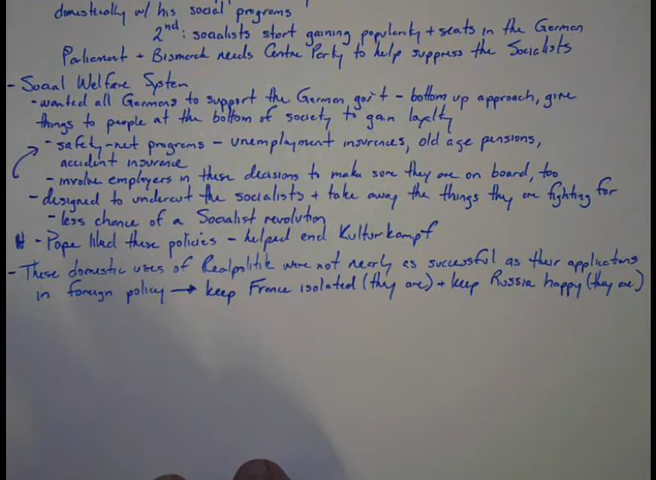 domestically w/ his social programs
2nd: socialists start gaining popularity + seats in the German
Parliament + Bismarck needs Centre Party to help suppress the Socialists
- Social Welfare System
- wanted all Germans to support the German gov't - bottom up approach, give
things to people at the bottom of society to gain loyalty
- safety-net programs - unemployment insurance, old age pensions,
accident insurance
- involve employers in these decisions to make sure they are on board, too
- designed to undercut the socialists + take away the things they are fighting for
- less chance of a Socialist revolution
- Pope liked these policies - helped end Kulturkampf
- These domestic uses of Realpolitik were not nearly as successful as their applications
in foreign policy → keep France isolated (they are) + keep Russia happy (they are)